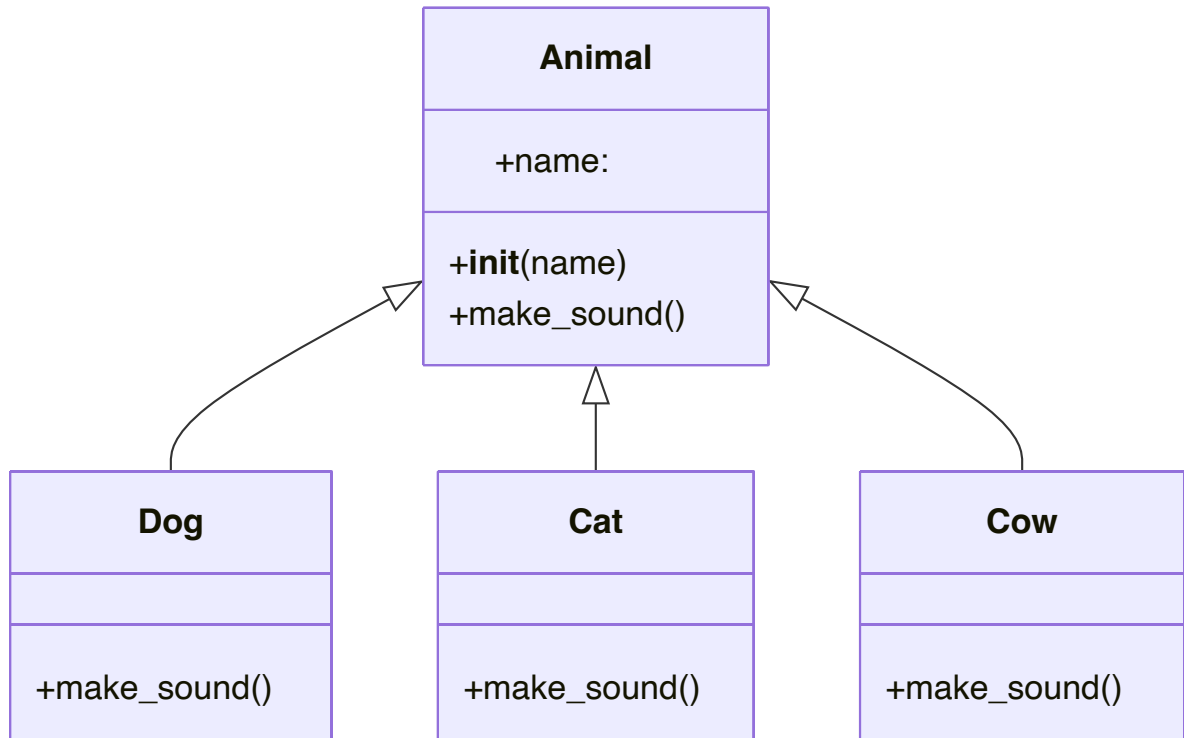 Animal
+name:
+init(name)
+make_sound()
Dog
Cat
Cow
+make_sound()
+make_sound()
+make_sound()